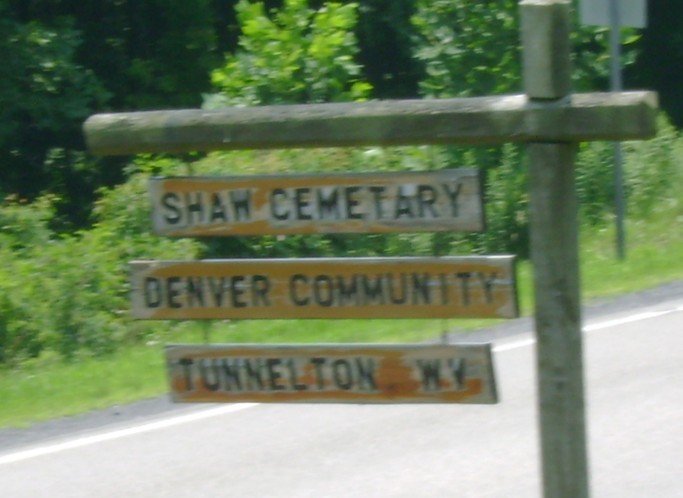 SHAW CEMETARY
DENVER COMMUNITY
TUNNELTON WV